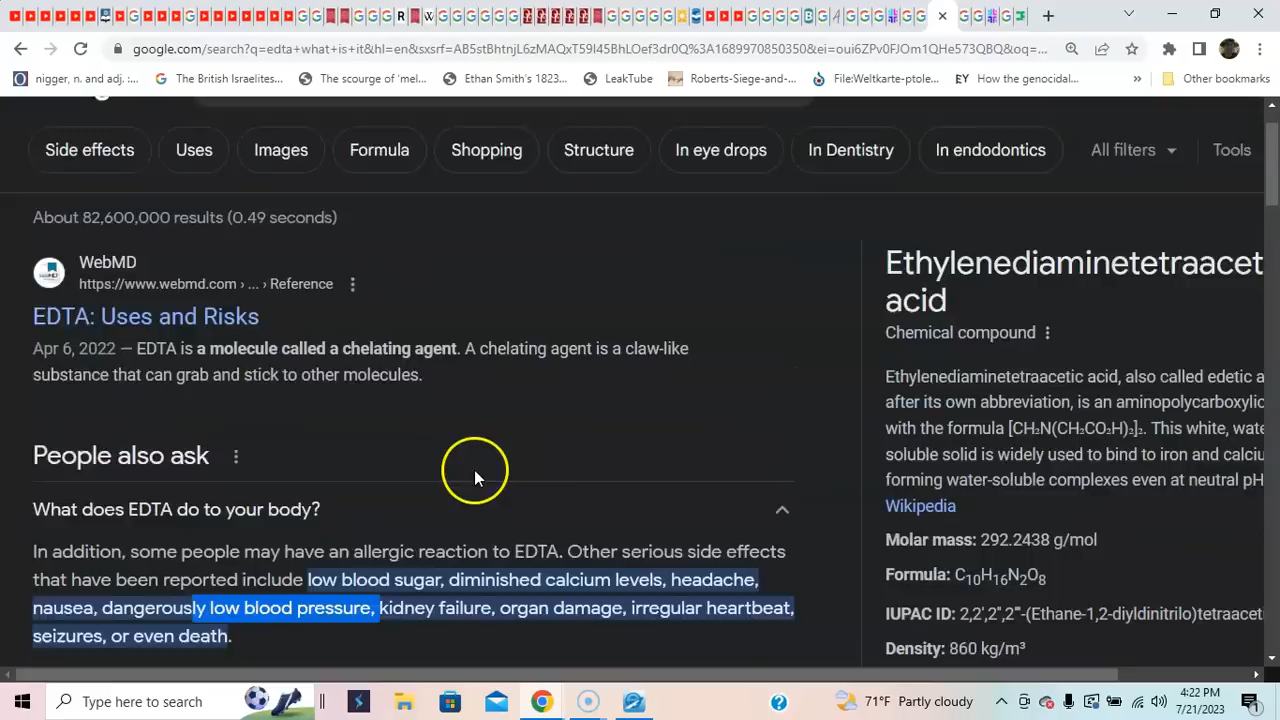 google.com/search?q=edta+what+is+it&hl=en&sxsrf=AB5stBhtnjL6zMAQxT59I45BhLOef3dr0Q%3A1689970850350&ei=oui6ZPv0FJOm1QHe573QBQ&oq=...
nigger, n. and adj. :... The British Israelites... The scourge of 'mel... Ethan Smith's 1823... LeakTube Roberts-Siege-and-... File:Weltkarte-ptole... EY How the genocidal... » Other bookmarks
Side effects Uses Images Formula Shopping Structure In eye drops In Dentistry In endodontics All filters Tools
About 82,600,000 results (0.49 seconds)
WebMD
https://www.webmd.com › ... › Reference
EDTA: Uses and Risks
Apr 6, 2022 — EDTA is a molecule called a chelating agent. A chelating agent is a claw-like
substance that can grab and stick to other molecules.
People also ask
What does EDTA do to your body?
In addition, some people may have an allergic reaction to EDTA. Other serious side effects
that have been reported include low blood sugar, diminished calcium levels, headache,
nausea, dangerously low blood pressure, kidney failure, organ damage, irregular heartbeat,
seizures, or even death.
Ethylenediaminetetraacet
acid
Chemical compound
Ethylenediaminetetraacetic acid, also called edetic a
after its own abbreviation, is an aminopolycarboxylic
with the formula [CH₂N(CH₂CO₂H)₂]₂. This white, wate
soluble solid is widely used to bind to iron and calciu
forming water-soluble complexes even at neutral pH
Wikipedia
Molar mass: 292.2438 g/mol
Formula: C₁₀H₁₆N₂O₈
IUPAC ID: 2,2',2'',2'''-(Ethane-1,2-diyldinitrilo)tetraacet
Density: 860 kg/m³
Type here to search 71°F Partly cloudy 4:22 PM
7/21/2023